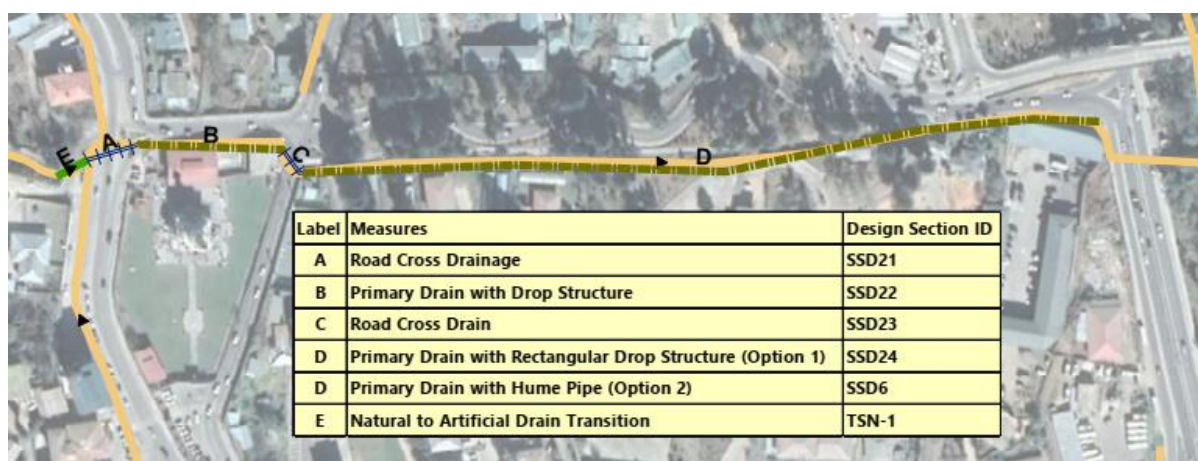 E
A
B
C
D
Label Measures Design Section ID
A Road Cross Drainage SSD21
B Primary Drain with Drop Structure SSD22
C Road Cross Drain SSD23
D Primary Drain with Rectangular Drop Structure (Option 1) SSD24
D Primary Drain with Hume Pipe (Option 2) SSD6
E Natural to Artificial Drain Transition TSN-1